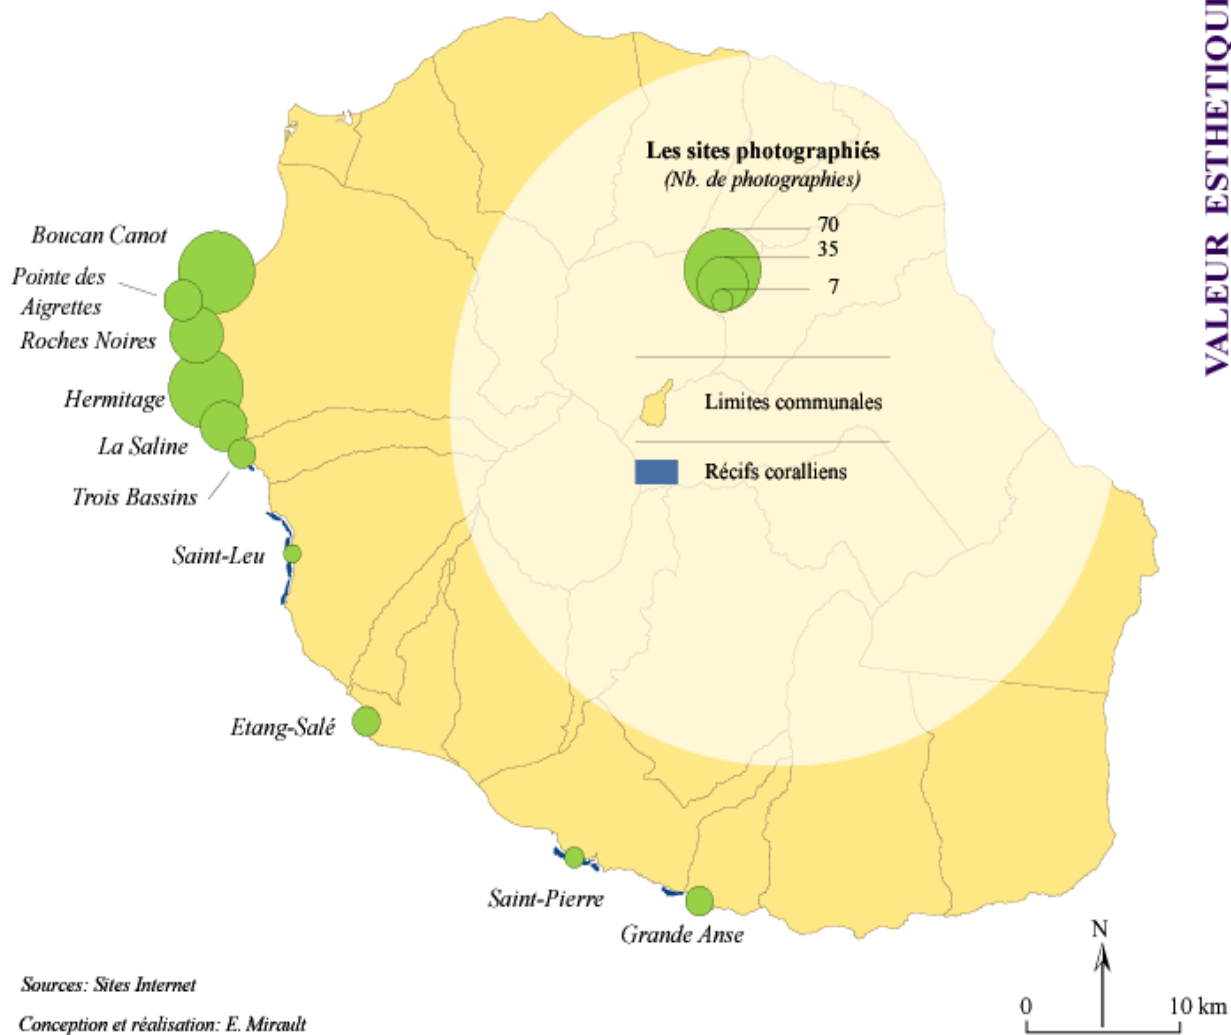 VALEUR ESTHETIQUE
Les sites photographiés
(Nb. de photographies)
70
35
7
Limites communales
Récifs coralliens
Boucan Canot
Pointe des
Aigrettes
Roches Noires
Hermitage
La Saline
Trois Bassins
Saint-Leu
Etang-Salé
Saint-Pierre
Grande Anse
N
0 10 km
Sources: Sites Internet
Conception et réalisation: E. Mirault